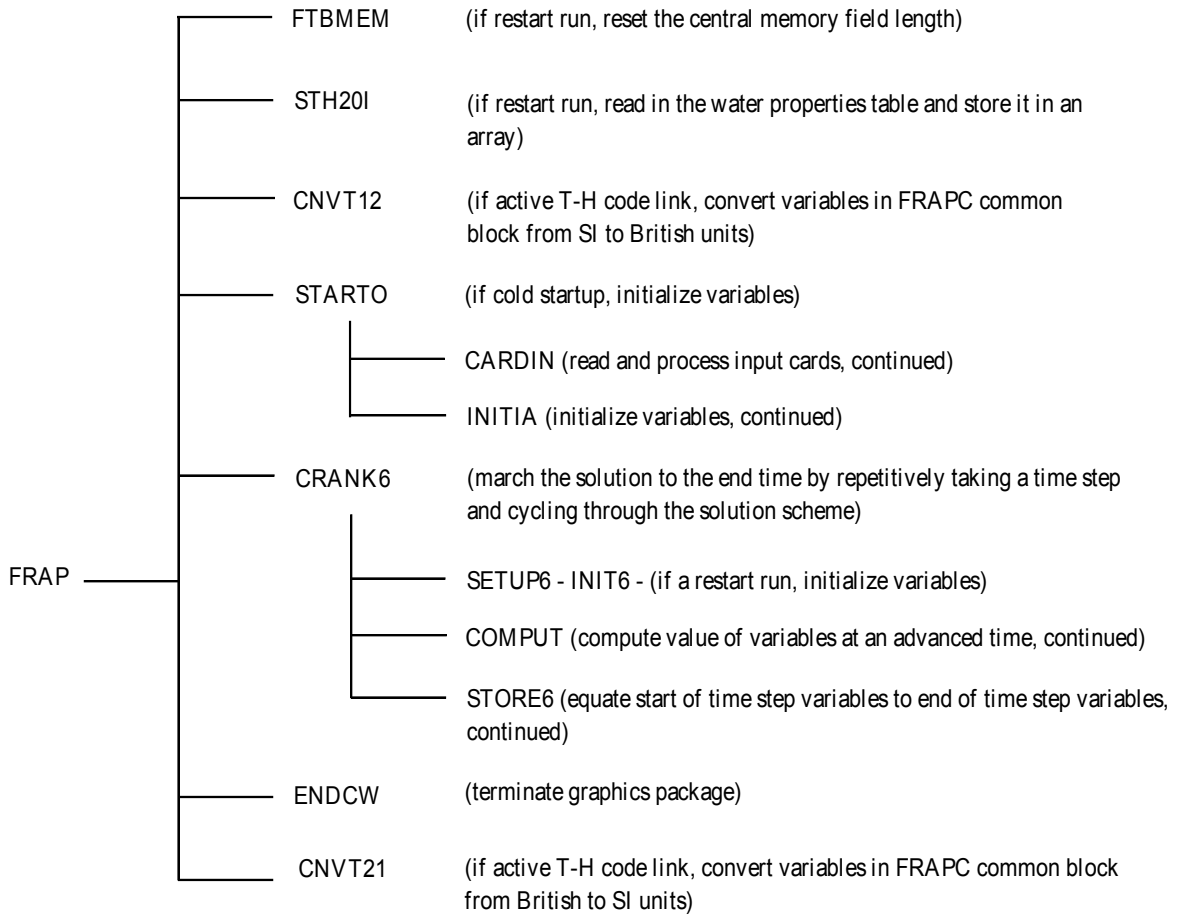 FTBMEM (if restart run, reset the central memory field length)
STH20I (if restart run, read in the water properties table and store it in an
array)
CNVT12 (if active T-H code link, convert variables in FRAPC common
block from SI to British units)
STARTO (if cold startup, initialize variables)
CARDIN (read and process input cards, continued)
INITIA (initialize variables, continued)
CRANK6 (march the solution to the end time by repetitively taking a time step
and cycling through the solution scheme)
FRAP
SETUP6 - INIT6 - (if a restart run, initialize variables)
COMPUT (compute value of variables at an advanced time, continued)
STORE6 (equate start of time step variables to end of time step variables,
continued)
ENDCW (terminate graphics package)
CNVT21 (if active T-H code link, convert variables in FRAPC common block
from British to SI units)